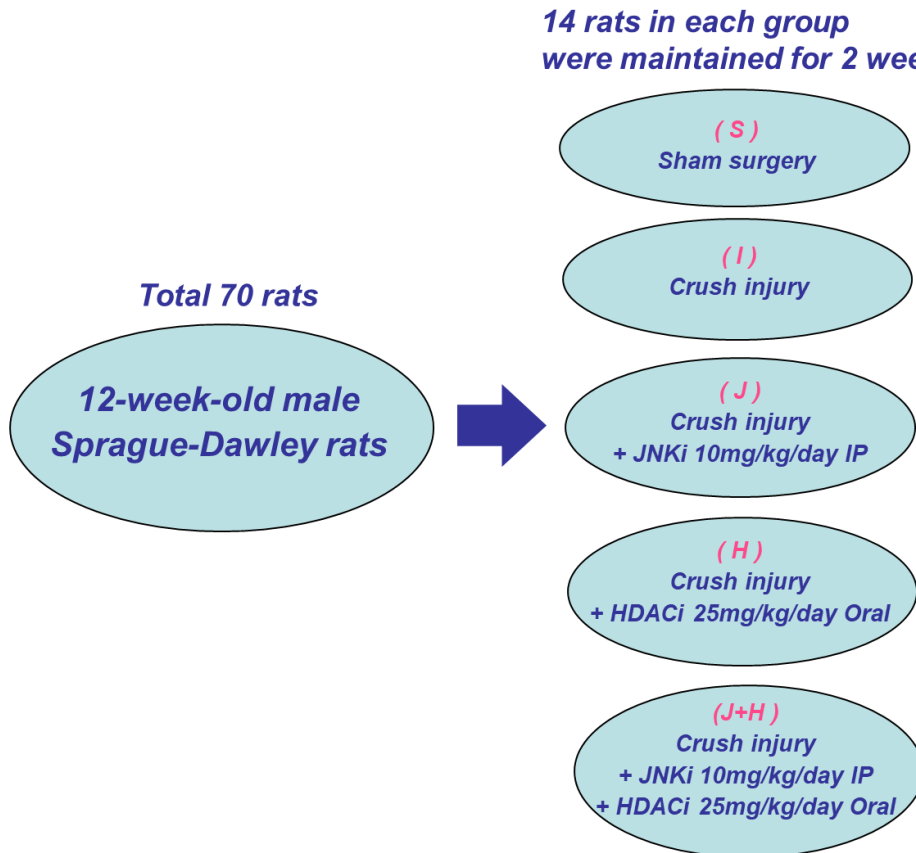 14 rats in each group
were maintained for 2 wee
( S )
Sham surgery
( I )
Crush injury
Total 70 rats
12-week-old male
Sprague-Dawley rats
( J )
Crush injury
+ JNKi 10mg/kg/day IP
( H )
Crush injury
+ HDACi 25mg/kg/day Oral
(J+H )
Crush injury
+ JNKi 10mg/kg/day IP
+ HDACi 25mg/kg/day Oral